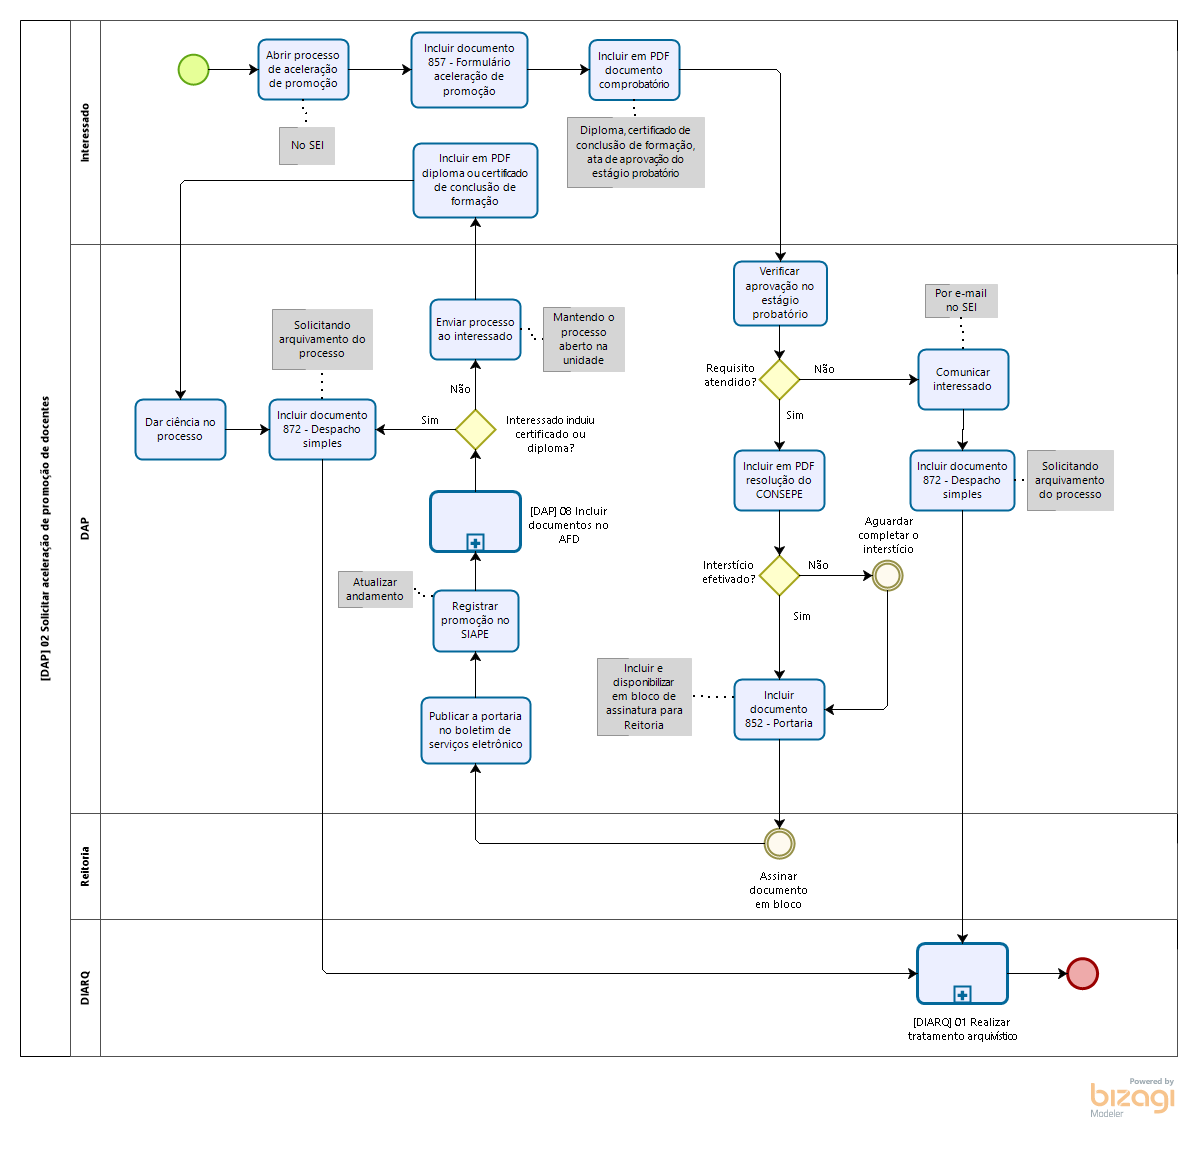 [DAP] 02 Solicitar aceleração de promoção de docentes
Interessado
Abrir processo
de aceleração
de promoção
No SEI
Incluir documento
857 - Formulário
aceleração de
promoção
Incluir em PDF
documento
comprobatório
Diploma, certificado de
conclusão de formação,
ata de aprovação do
estágio probatório
Incluir em PDF
diploma ou certificado
de conclusão de
formação
DAP
Verificar
aprovação no
estágio
probatório
Por e-mail
no SEI
Enviar processo
ao interessado
Mantendo o
processo
aberto na
unidade
Solicitando
arquivamento do
processo
Requisito
atendido?
Não
Sim
Comunicar
interessado
Dar ciência no
processo
Incluir documento
872 - Despacho
simples
Sim
Não
Interessado incluiu
certificado ou
diploma?
Incluir em PDF
resolução do
CONSEPE
Incluir documento
872 - Despacho
simples
Solicitando
arquivamento
do processo
[DAP] 08 Incluir
documentos no
AFD
Aguardar
completar o
interstício
Interstício
efetivado?
Não
Sim
Atualizar
andamento
Registrar
promoção no
SIAPE
Incluir e
disponibilizar
em bloco de
assinatura para
Reitoria
Incluir
documento
852 - Portaria
Publicar a portaria
no boletim de
serviços eletrônico
Reitoria
Assinar
documento
em bloco
DIARQ
[DIARQ] 01 Realizar
tratamento arquivístico
Powered by
bizagi
Modeler